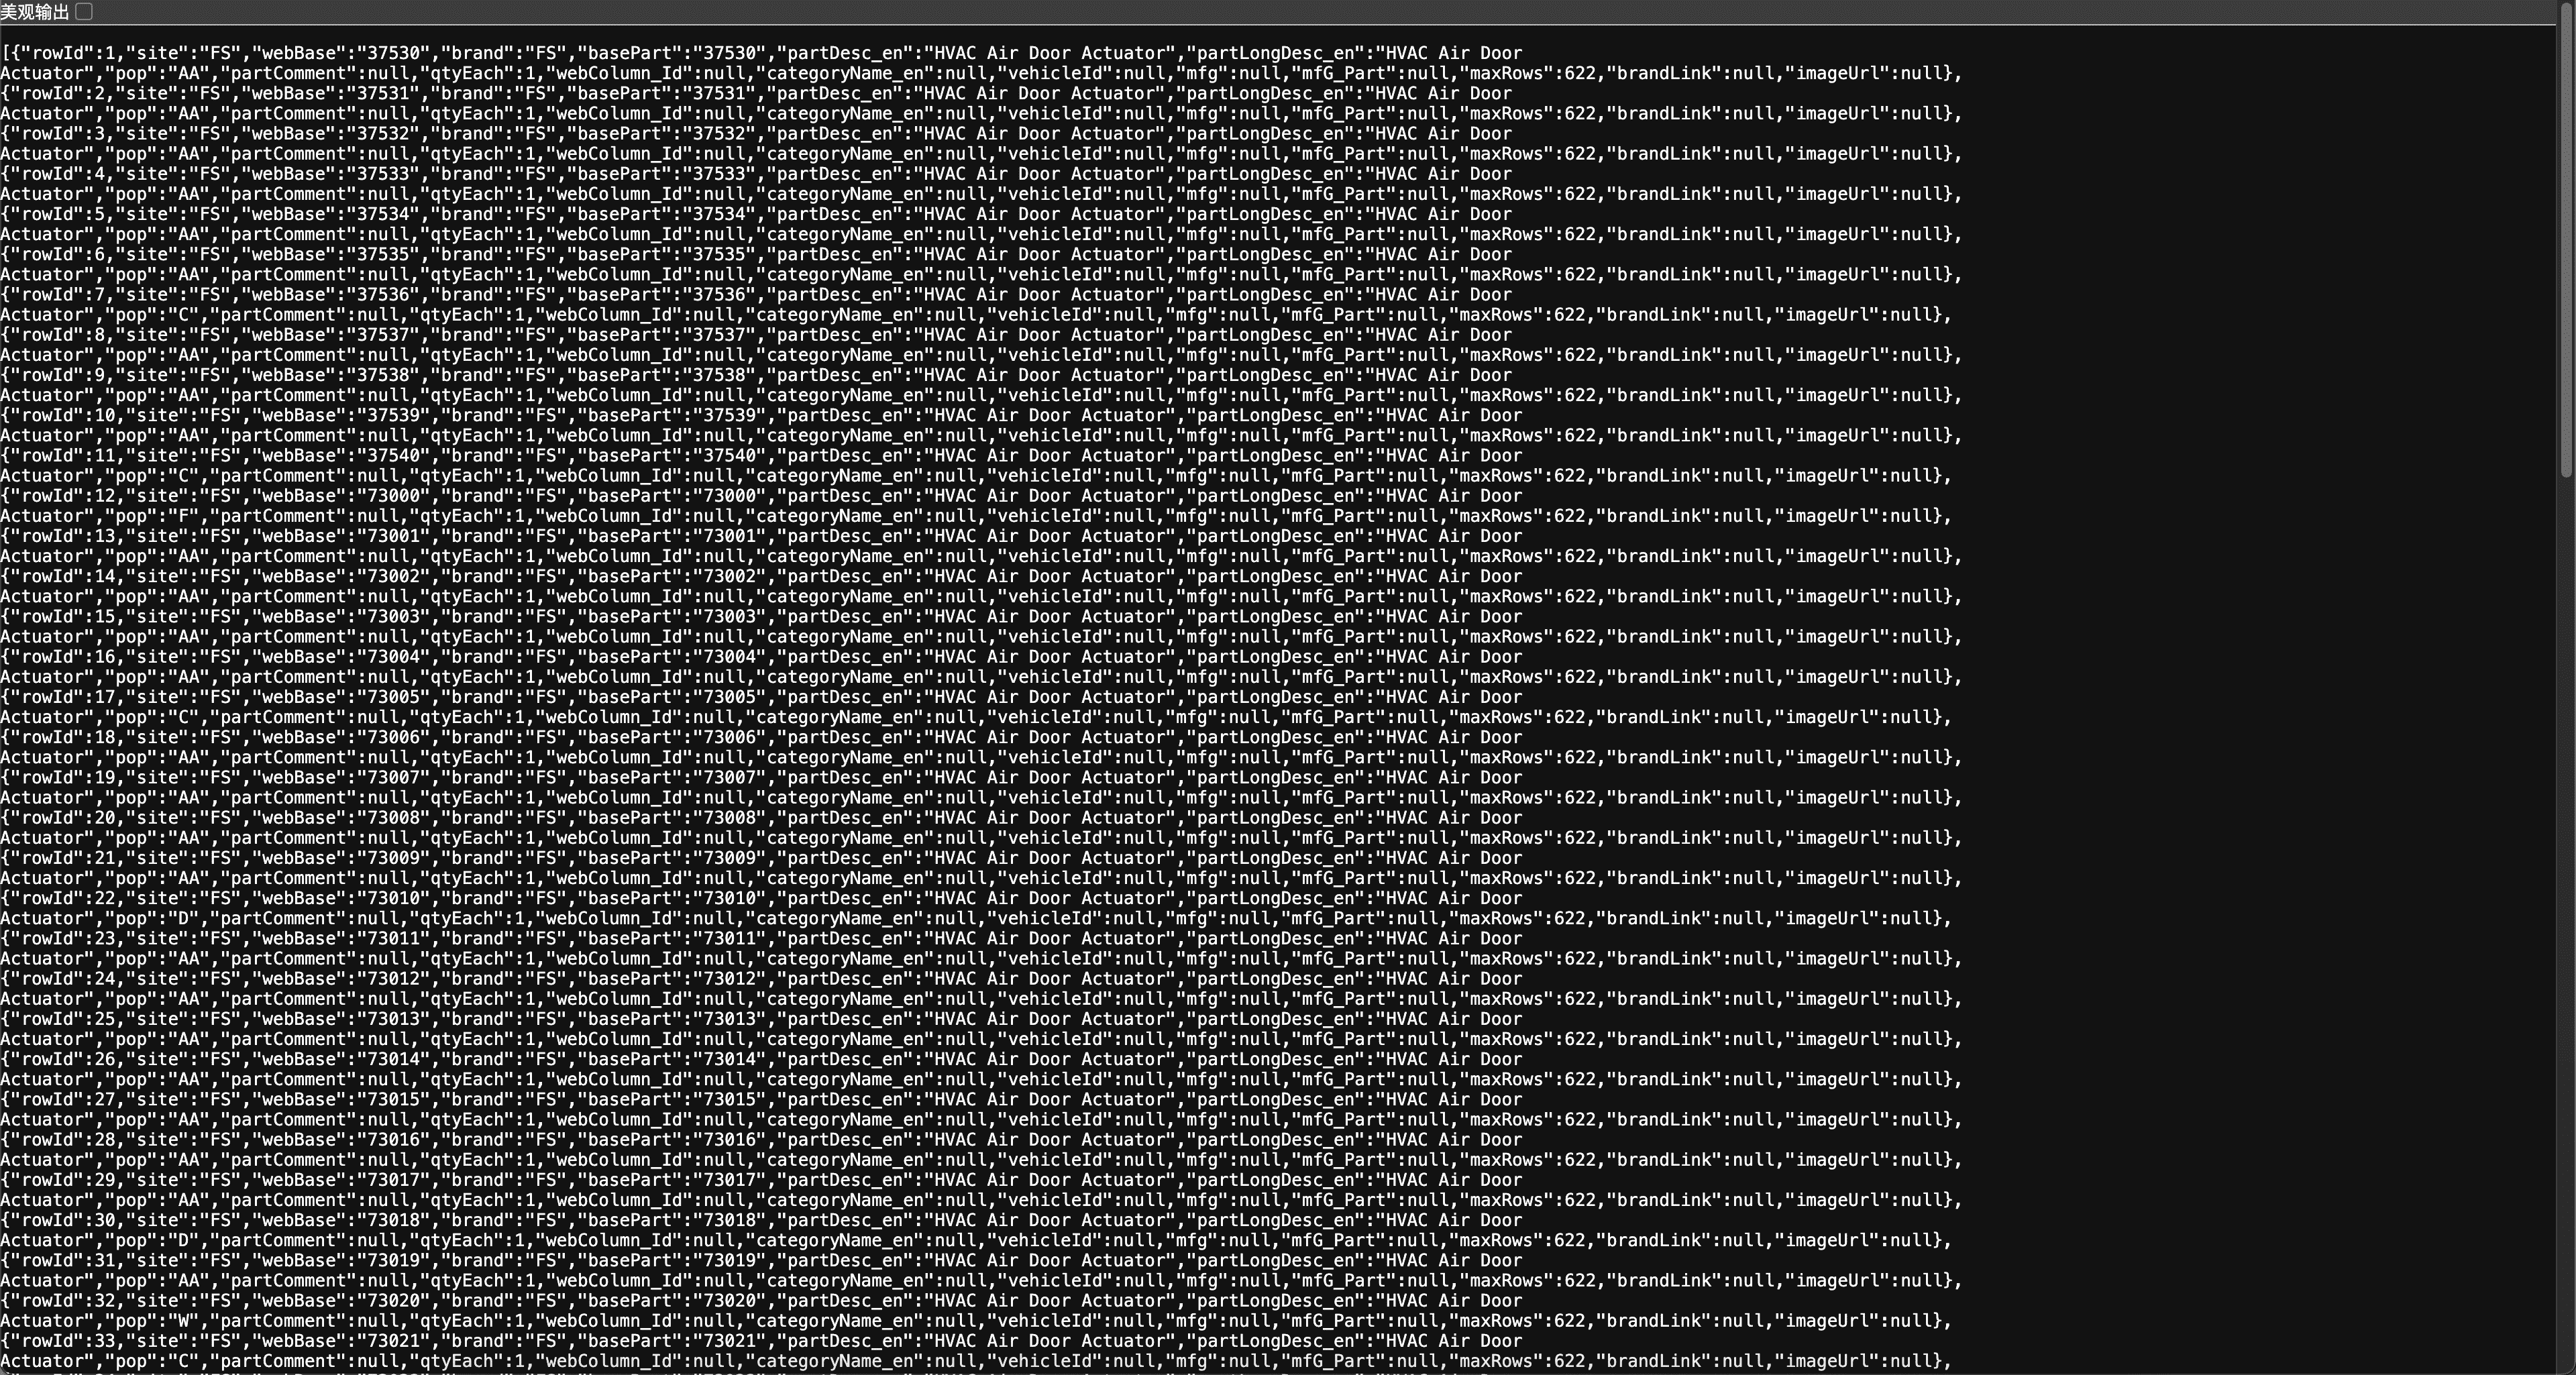 美观输出
[{"rowId":1,"site":"FS","webBase":"37530","brand":"FS","basePart":"37530","partDesc_en":"HVAC Air Door Actuator","partLongDesc_en":"HVAC Air Door
Actuator","pop":"AA","partComment":null,"qtyEach":1,"webColumn_Id":null,"categoryName_en":null,"vehicleId":null,"mfg":null,"mfG_Part":null,"maxRows":622,"brandLink":null,"imageUrl":null},
{"rowId":2,"site":"FS","webBase":"37531","brand":"FS","basePart":"37531","partDesc_en":"HVAC Air Door Actuator","partLongDesc_en":"HVAC Air Door
Actuator","pop":"AA","partComment":null,"qtyEach":1,"webColumn_Id":null,"categoryName_en":null,"vehicleId":null,"mfg":null,"mfG_Part":null,"maxRows":622,"brandLink":null,"imageUrl":null},
{"rowId":3,"site":"FS","webBase":"37532","brand":"FS","basePart":"37532","partDesc_en":"HVAC Air Door Actuator","partLongDesc_en":"HVAC Air Door
Actuator","pop":"AA","partComment":null,"qtyEach":1,"webColumn_Id":null,"categoryName_en":null,"vehicleId":null,"mfg":null,"mfG_Part":null,"maxRows":622,"brandLink":null,"imageUrl":null},
{"rowId":4,"site":"FS","webBase":"37533","brand":"FS","basePart":"37533","partDesc_en":"HVAC Air Door Actuator","partLongDesc_en":"HVAC Air Door
Actuator","pop":"AA","partComment":null,"qtyEach":1,"webColumn_Id":null,"categoryName_en":null,"vehicleId":null,"mfg":null,"mfG_Part":null,"maxRows":622,"brandLink":null,"imageUrl":null},
{"rowId":5,"site":"FS","webBase":"37534","brand":"FS","basePart":"37534","partDesc_en":"HVAC Air Door Actuator","partLongDesc_en":"HVAC Air Door
Actuator","pop":"AA","partComment":null,"qtyEach":1,"webColumn_Id":null,"categoryName_en":null,"vehicleId":null,"mfg":null,"mfG_Part":null,"maxRows":622,"brandLink":null,"imageUrl":null},
{"rowId":6,"site":"FS","webBase":"37535","brand":"FS","basePart":"37535","partDesc_en":"HVAC Air Door Actuator","partLongDesc_en":"HVAC Air Door
Actuator","pop":"AA","partComment":null,"qtyEach":1,"webColumn_Id":null,"categoryName_en":null,"vehicleId":null,"mfg":null,"mfG_Part":null,"maxRows":622,"brandLink":null,"imageUrl":null},
{"rowId":7,"site":"FS","webBase":"37536","brand":"FS","basePart":"37536","partDesc_en":"HVAC Air Door Actuator","partLongDesc_en":"HVAC Air Door
Actuator","pop":"C","partComment":null,"qtyEach":1,"webColumn_Id":null,"categoryName_en":null,"vehicleId":null,"mfg":null,"mfG_Part":null,"maxRows":622,"brandLink":null,"imageUrl":null},
{"rowId":8,"site":"FS","webBase":"37537","brand":"FS","basePart":"37537","partDesc_en":"HVAC Air Door Actuator","partLongDesc_en":"HVAC Air Door
Actuator","pop":"AA","partComment":null,"qtyEach":1,"webColumn_Id":null,"categoryName_en":null,"vehicleId":null,"mfg":null,"mfG_Part":null,"maxRows":622,"brandLink":null,"imageUrl":null},
{"rowId":9,"site":"FS","webBase":"37538","brand":"FS","basePart":"37538","partDesc_en":"HVAC Air Door Actuator","partLongDesc_en":"HVAC Air Door
Actuator","pop":"AA","partComment":null,"qtyEach":1,"webColumn_Id":null,"categoryName_en":null,"vehicleId":null,"mfg":null,"mfG_Part":null,"maxRows":622,"brandLink":null,"imageUrl":null},
{"rowId":10,"site":"FS","webBase":"37539","brand":"FS","basePart":"37539","partDesc_en":"HVAC Air Door Actuator","partLongDesc_en":"HVAC Air Door
Actuator","pop":"AA","partComment":null,"qtyEach":1,"webColumn_Id":null,"categoryName_en":null,"vehicleId":null,"mfg":null,"mfG_Part":null,"maxRows":622,"brandLink":null,"imageUrl":null},
{"rowId":11,"site":"FS","webBase":"37540","brand":"FS","basePart":"37540","partDesc_en":"HVAC Air Door Actuator","partLongDesc_en":"HVAC Air Door
Actuator","pop":"C","partComment":null,"qtyEach":1,"webColumn_Id":null,"categoryName_en":null,"vehicleId":null,"mfg":null,"mfG_Part":null,"maxRows":622,"brandLink":null,"imageUrl":null},
{"rowId":12,"site":"FS","webBase":"73000","brand":"FS","basePart":"73000","partDesc_en":"HVAC Air Door Actuator","partLongDesc_en":"HVAC Air Door
Actuator","pop":"F","partComment":null,"qtyEach":1,"webColumn_Id":null,"categoryName_en":null,"vehicleId":null,"mfg":null,"mfG_Part":null,"maxRows":622,"brandLink":null,"imageUrl":null},
{"rowId":13,"site":"FS","webBase":"73001","brand":"FS","basePart":"73001","partDesc_en":"HVAC Air Door Actuator","partLongDesc_en":"HVAC Air Door
Actuator","pop":"AA","partComment":null,"qtyEach":1,"webColumn_Id":null,"categoryName_en":null,"vehicleId":null,"mfg":null,"mfG_Part":null,"maxRows":622,"brandLink":null,"imageUrl":null},
{"rowId":14,"site":"FS","webBase":"73002","brand":"FS","basePart":"73002","partDesc_en":"HVAC Air Door Actuator","partLongDesc_en":"HVAC Air Door
Actuator","pop":"AA","partComment":null,"qtyEach":1,"webColumn_Id":null,"categoryName_en":null,"vehicleId":null,"mfg":null,"mfG_Part":null,"maxRows":622,"brandLink":null,"imageUrl":null},
{"rowId":15,"site":"FS","webBase":"73003","brand":"FS","basePart":"73003","partDesc_en":"HVAC Air Door Actuator","partLongDesc_en":"HVAC Air Door
Actuator","pop":"AA","partComment":null,"qtyEach":1,"webColumn_Id":null,"categoryName_en":null,"vehicleId":null,"mfg":null,"mfG_Part":null,"maxRows":622,"brandLink":null,"imageUrl":null},
{"rowId":16,"site":"FS","webBase":"73004","brand":"FS","basePart":"73004","partDesc_en":"HVAC Air Door Actuator","partLongDesc_en":"HVAC Air Door
Actuator","pop":"AA","partComment":null,"qtyEach":1,"webColumn_Id":null,"categoryName_en":null,"vehicleId":null,"mfg":null,"mfG_Part":null,"maxRows":622,"brandLink":null,"imageUrl":null},
{"rowId":17,"site":"FS","webBase":"73005","brand":"FS","basePart":"73005","partDesc_en":"HVAC Air Door Actuator","partLongDesc_en":"HVAC Air Door
Actuator","pop":"C","partComment":null,"qtyEach":1,"webColumn_Id":null,"categoryName_en":null,"vehicleId":null,"mfg":null,"mfG_Part":null,"maxRows":622,"brandLink":null,"imageUrl":null},
{"rowId":18,"site":"FS","webBase":"73006","brand":"FS","basePart":"73006","partDesc_en":"HVAC Air Door Actuator","partLongDesc_en":"HVAC Air Door
Actuator","pop":"AA","partComment":null,"qtyEach":1,"webColumn_Id":null,"categoryName_en":null,"vehicleId":null,"mfg":null,"mfG_Part":null,"maxRows":622,"brandLink":null,"imageUrl":null},
{"rowId":19,"site":"FS","webBase":"73007","brand":"FS","basePart":"73007","partDesc_en":"HVAC Air Door Actuator","partLongDesc_en":"HVAC Air Door
Actuator","pop":"AA","partComment":null,"qtyEach":1,"webColumn_Id":null,"categoryName_en":null,"vehicleId":null,"mfg":null,"mfG_Part":null,"maxRows":622,"brandLink":null,"imageUrl":null},
{"rowId":20,"site":"FS","webBase":"73008","brand":"FS","basePart":"73008","partDesc_en":"HVAC Air Door Actuator","partLongDesc_en":"HVAC Air Door
Actuator","pop":"AA","partComment":null,"qtyEach":1,"webColumn_Id":null,"categoryName_en":null,"vehicleId":null,"mfg":null,"mfG_Part":null,"maxRows":622,"brandLink":null,"imageUrl":null},
{"rowId":21,"site":"FS","webBase":"73009","brand":"FS","basePart":"73009","partDesc_en":"HVAC Air Door Actuator","partLongDesc_en":"HVAC Air Door
Actuator","pop":"AA","partComment":null,"qtyEach":1,"webColumn_Id":null,"categoryName_en":null,"vehicleId":null,"mfg":null,"mfG_Part":null,"maxRows":622,"brandLink":null,"imageUrl":null},
{"rowId":22,"site":"FS","webBase":"73010","brand":"FS","basePart":"73010","partDesc_en":"HVAC Air Door Actuator","partLongDesc_en":"HVAC Air Door
Actuator","pop":"D","partComment":null,"qtyEach":1,"webColumn_Id":null,"categoryName_en":null,"vehicleId":null,"mfg":null,"mfG_Part":null,"maxRows":622,"brandLink":null,"imageUrl":null},
{"rowId":23,"site":"FS","webBase":"73011","brand":"FS","basePart":"73011","partDesc_en":"HVAC Air Door Actuator","partLongDesc_en":"HVAC Air Door
Actuator","pop":"AA","partComment":null,"qtyEach":1,"webColumn_Id":null,"categoryName_en":null,"vehicleId":null,"mfg":null,"mfG_Part":null,"maxRows":622,"brandLink":null,"imageUrl":null},
{"rowId":24,"site":"FS","webBase":"73012","brand":"FS","basePart":"73012","partDesc_en":"HVAC Air Door Actuator","partLongDesc_en":"HVAC Air Door
Actuator","pop":"AA","partComment":null,"qtyEach":1,"webColumn_Id":null,"categoryName_en":null,"vehicleId":null,"mfg":null,"mfG_Part":null,"maxRows":622,"brandLink":null,"imageUrl":null},
{"rowId":25,"site":"FS","webBase":"73013","brand":"FS","basePart":"73013","partDesc_en":"HVAC Air Door Actuator","partLongDesc_en":"HVAC Air Door
Actuator","pop":"AA","partComment":null,"qtyEach":1,"webColumn_Id":null,"categoryName_en":null,"vehicleId":null,"mfg":null,"mfG_Part":null,"maxRows":622,"brandLink":null,"imageUrl":null},
{"rowId":26,"site":"FS","webBase":"73014","brand":"FS","basePart":"73014","partDesc_en":"HVAC Air Door Actuator","partLongDesc_en":"HVAC Air Door
Actuator","pop":"AA","partComment":null,"qtyEach":1,"webColumn_Id":null,"categoryName_en":null,"vehicleId":null,"mfg":null,"mfG_Part":null,"maxRows":622,"brandLink":null,"imageUrl":null},
{"rowId":27,"site":"FS","webBase":"73015","brand":"FS","basePart":"73015","partDesc_en":"HVAC Air Door Actuator","partLongDesc_en":"HVAC Air Door
Actuator","pop":"AA","partComment":null,"qtyEach":1,"webColumn_Id":null,"categoryName_en":null,"vehicleId":null,"mfg":null,"mfG_Part":null,"maxRows":622,"brandLink":null,"imageUrl":null},
{"rowId":28,"site":"FS","webBase":"73016","brand":"FS","basePart":"73016","partDesc_en":"HVAC Air Door Actuator","partLongDesc_en":"HVAC Air Door
Actuator","pop":"AA","partComment":null,"qtyEach":1,"webColumn_Id":null,"categoryName_en":null,"vehicleId":null,"mfg":null,"mfG_Part":null,"maxRows":622,"brandLink":null,"imageUrl":null},
{"rowId":29,"site":"FS","webBase":"73017","brand":"FS","basePart":"73017","partDesc_en":"HVAC Air Door Actuator","partLongDesc_en":"HVAC Air Door
Actuator","pop":"AA","partComment":null,"qtyEach":1,"webColumn_Id":null,"categoryName_en":null,"vehicleId":null,"mfg":null,"mfG_Part":null,"maxRows":622,"brandLink":null,"imageUrl":null},
{"rowId":30,"site":"FS","webBase":"73018","brand":"FS","basePart":"73018","partDesc_en":"HVAC Air Door Actuator","partLongDesc_en":"HVAC Air Door
Actuator","pop":"D","partComment":null,"qtyEach":1,"webColumn_Id":null,"categoryName_en":null,"vehicleId":null,"mfg":null,"mfG_Part":null,"maxRows":622,"brandLink":null,"imageUrl":null},
{"rowId":31,"site":"FS","webBase":"73019","brand":"FS","basePart":"73019","partDesc_en":"HVAC Air Door Actuator","partLongDesc_en":"HVAC Air Door
Actuator","pop":"AA","partComment":null,"qtyEach":1,"webColumn_Id":null,"categoryName_en":null,"vehicleId":null,"mfg":null,"mfG_Part":null,"maxRows":622,"brandLink":null,"imageUrl":null},
{"rowId":32,"site":"FS","webBase":"73020","brand":"FS","basePart":"73020","partDesc_en":"HVAC Air Door Actuator","partLongDesc_en":"HVAC Air Door
Actuator","pop":"W","partComment":null,"qtyEach":1,"webColumn_Id":null,"categoryName_en":null,"vehicleId":null,"mfg":null,"mfG_Part":null,"maxRows":622,"brandLink":null,"imageUrl":null},
{"rowId":33,"site":"FS","webBase":"73021","brand":"FS","basePart":"73021","partDesc_en":"HVAC Air Door Actuator","partLongDesc_en":"HVAC Air Door
Actuator","pop":"C","partComment":null,"qtyEach":1,"webColumn_Id":null,"categoryName_en":null,"vehicleId":null,"mfg":null,"mfG_Part":null,"maxRows":622,"brandLink":null,"imageUrl":null},